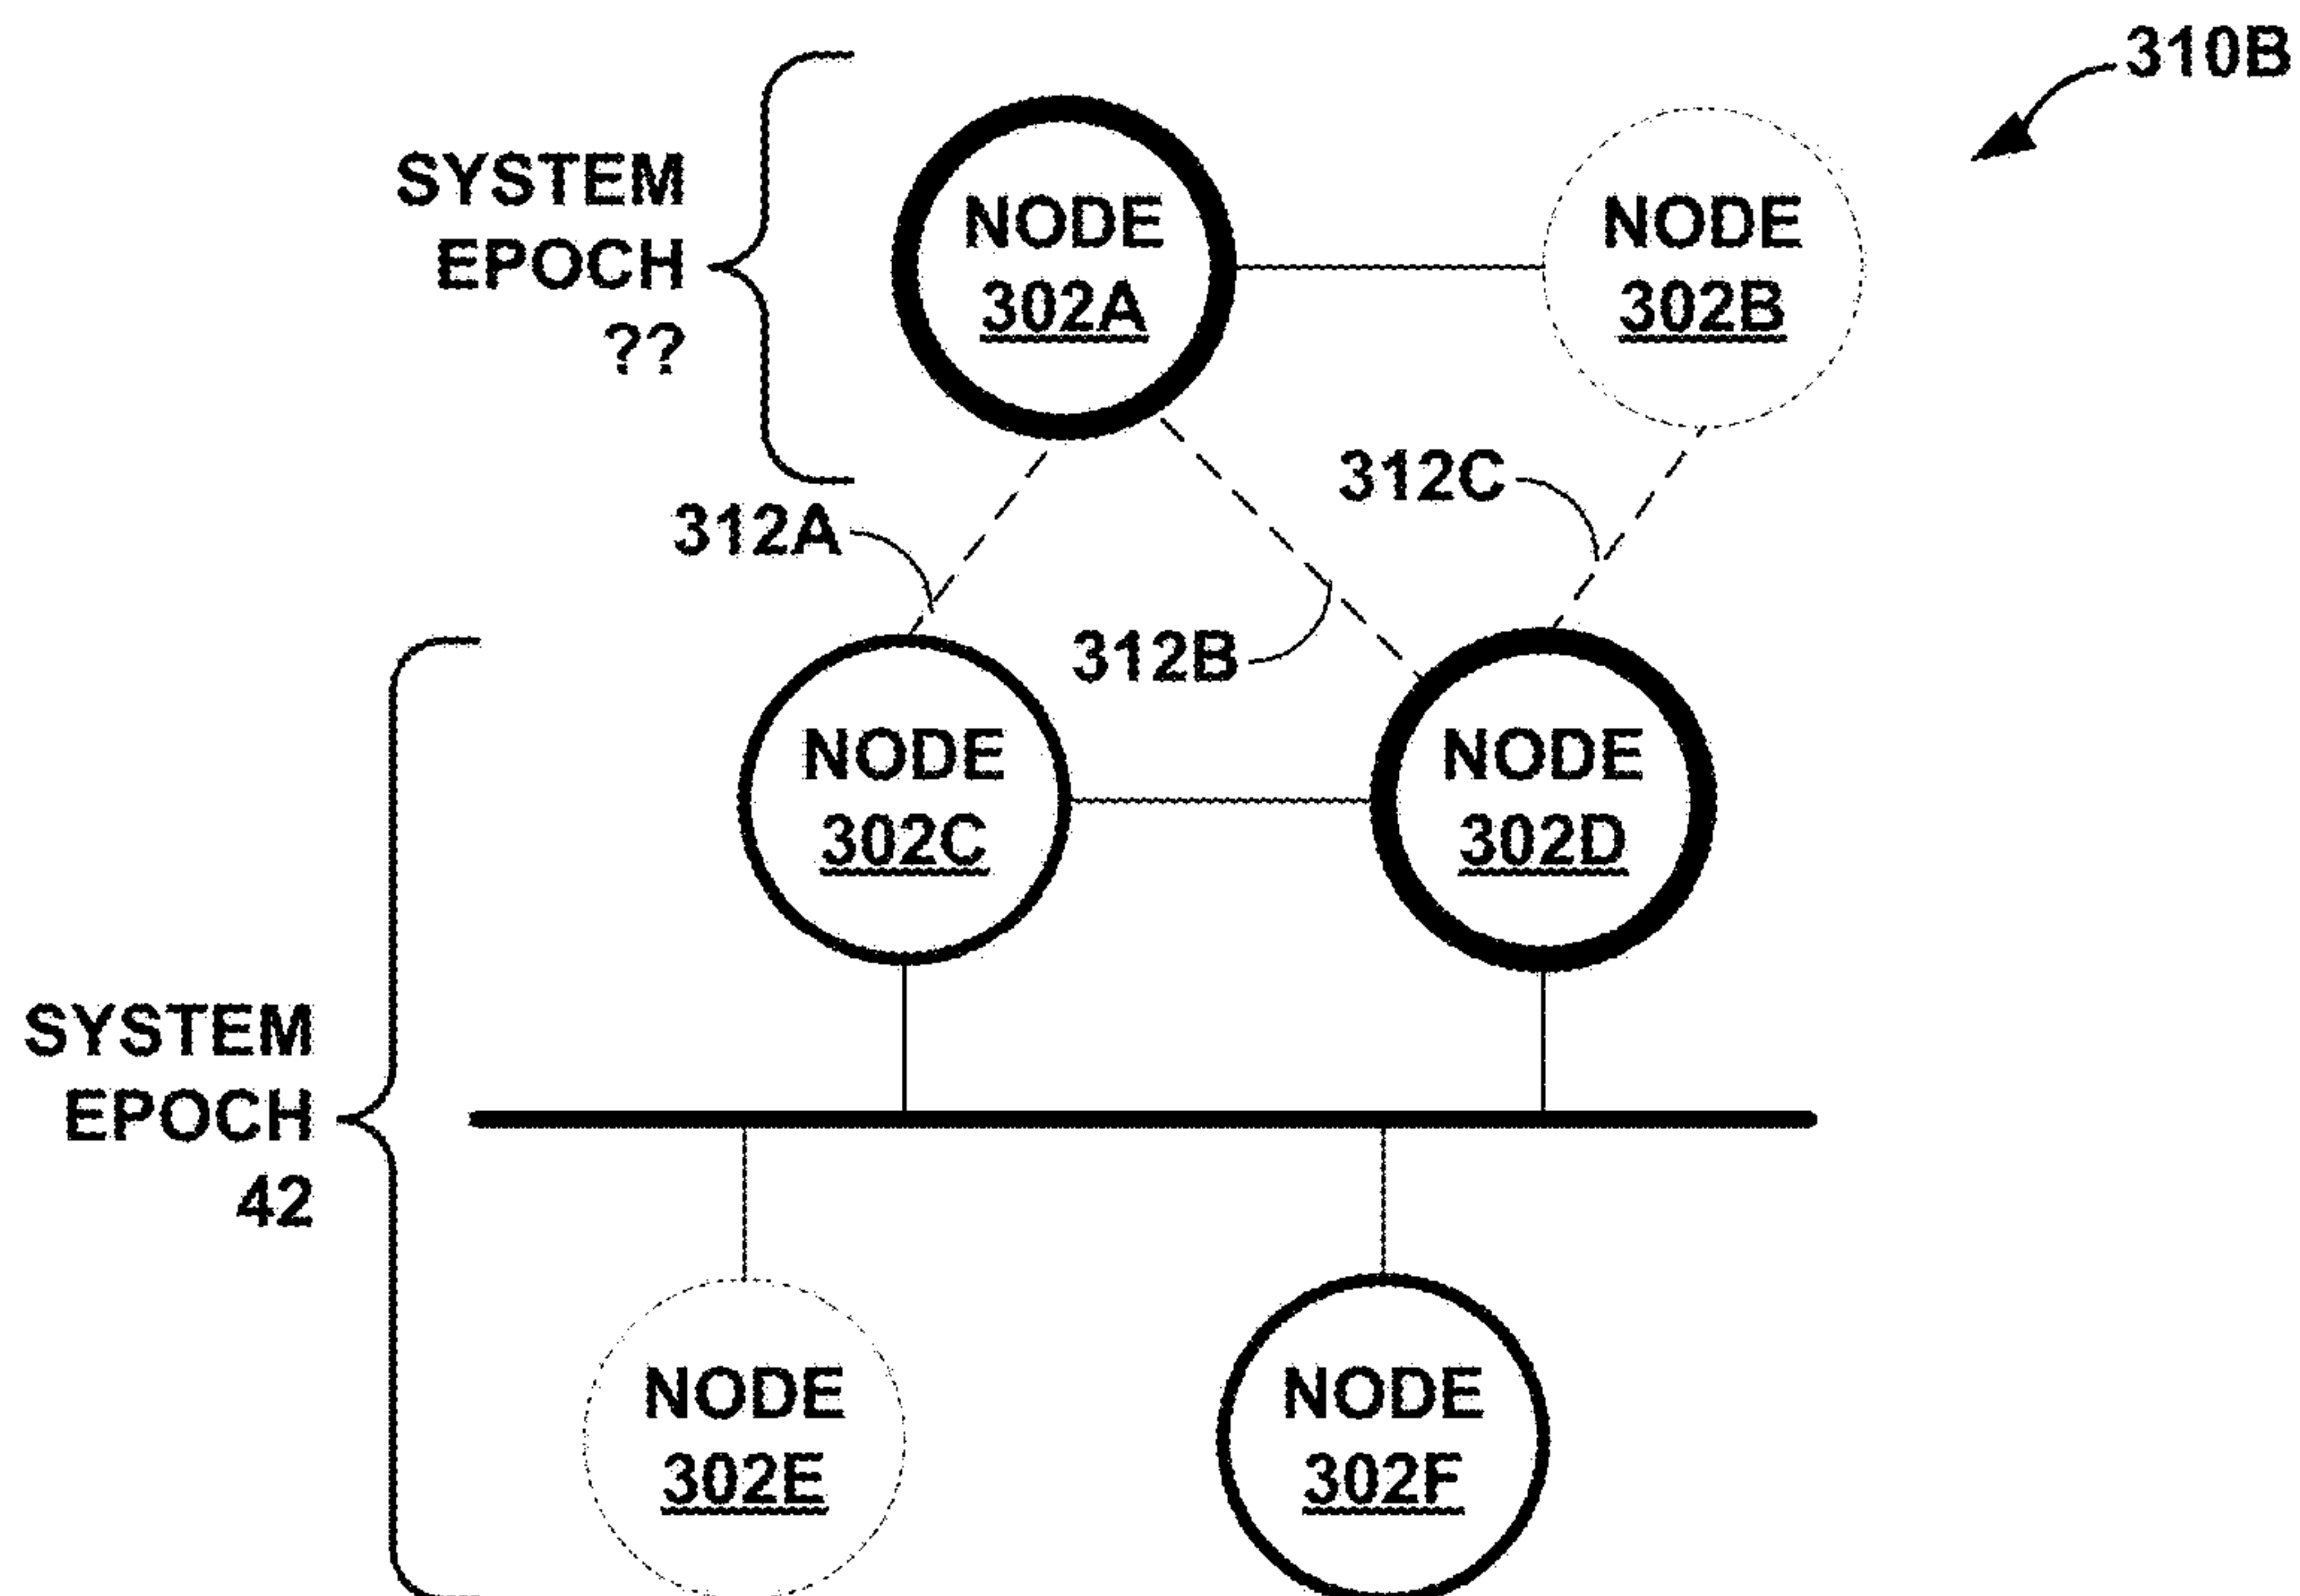 310B
SYSTEM
EPOCH
??
NODE
302A
NODE
302B
312A
312C
312B
NODE
302C
NODE
302D
SYSTEM
EPOCH
42
NODE
302E
NODE
302F